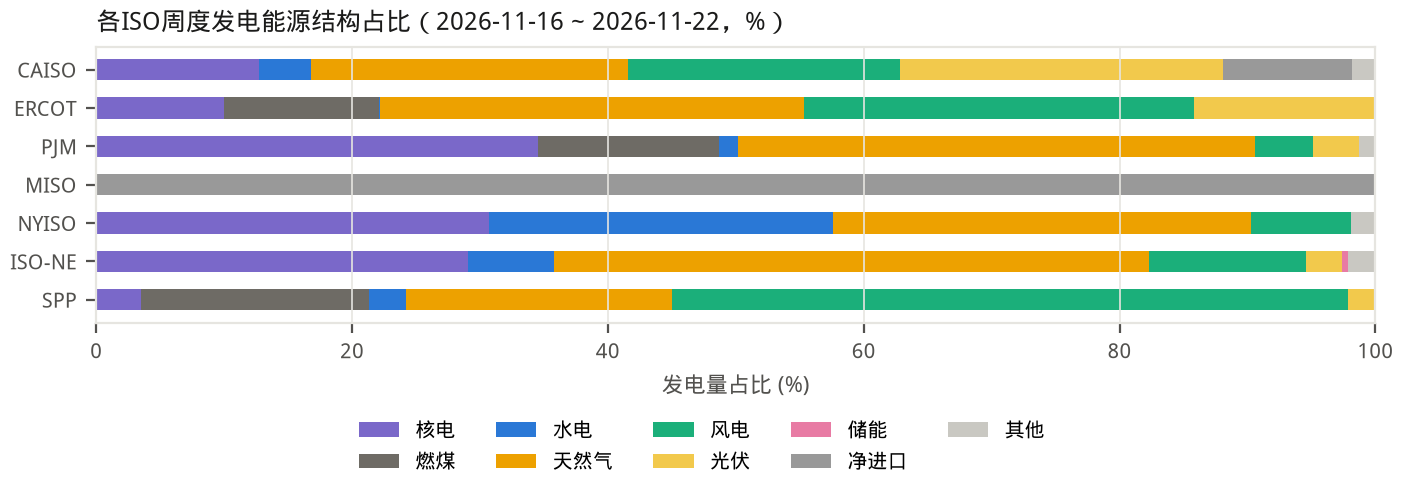 各ISO周度发电能源结构占比（2026-11-16 ~ 2026-11-22，%）
CAISO
ERCOT
PJM
MISO
NYISO
ISO-NE
SPP
0 20 40 60 80 100
发电量占比 (%)
核电 水电 风电 储能 其他
燃煤 天然气 光伏 净进口